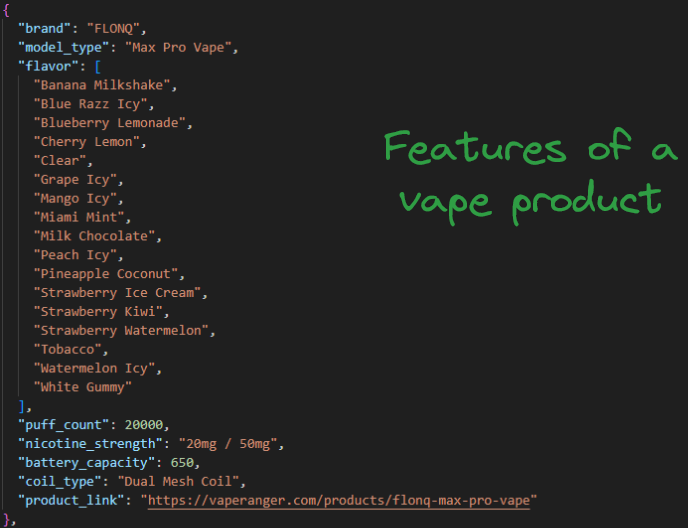 {
"brand": "FLONQ",
"model_type": "Max Pro Vape",
"flavor": [
"Banana Milkshake",
"Blue Razz Icy",
"Blueberry Lemonade",
"Cherry Lemon",
"Clear",
"Grape Icy",
"Mango Icy",
"Miami Mint",
"Milk Chocolate",
"Peach Icy",
"Pineapple Coconut",
"Strawberry Ice Cream",
"Strawberry Kiwi",
"Strawberry Watermelon",
"Tobacco",
"Watermelon Icy",
"White Gummy"
],
"puff_count": 20000,
"nicotine_strength": "20mg / 50mg",
"battery_capacity": 650,
"coil_type": "Dual Mesh Coil",
"product_link": "https://vaperanger.com/products/flonq-max-pro-vape"
},
Features of a
vape product